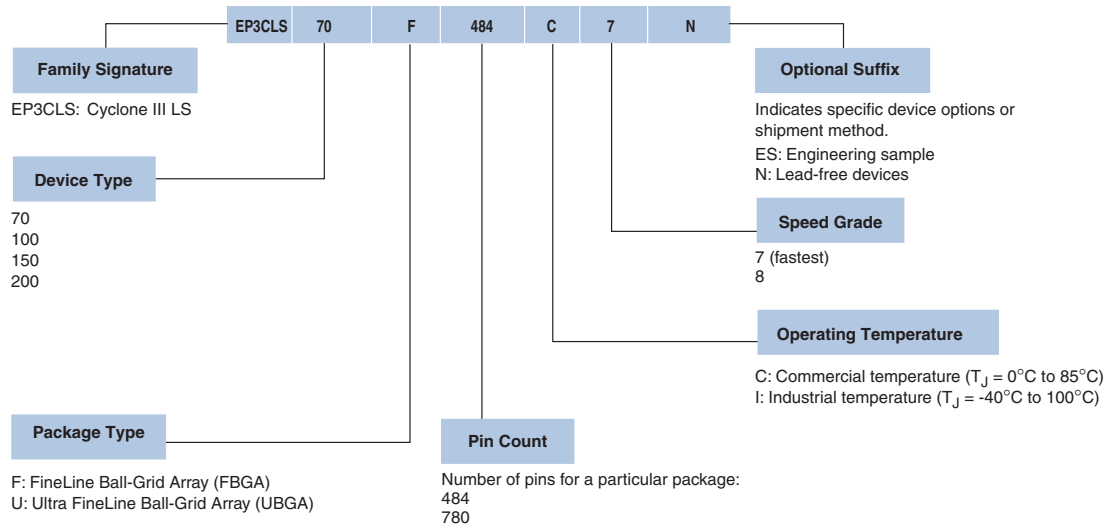 EP3CLS 70 F 484 C 7 N
Family Signature
EP3CLS: Cyclone III LS
Device Type
70
100
150
200
Package Type
F: FineLine Ball-Grid Array (FBGA)
U: Ultra FineLine Ball-Grid Array (UBGA)
Pin Count
Number of pins for a particular package:
484
780
Optional Suffix
Indicates specific device options or
shipment method.
ES: Engineering sample
N: Lead-free devices
Speed Grade
7 (fastest)
8
Operating Temperature
C: Commercial temperature (TJ = 0°C to 85°C)
I: Industrial temperature (TJ = -40°C to 100°C)